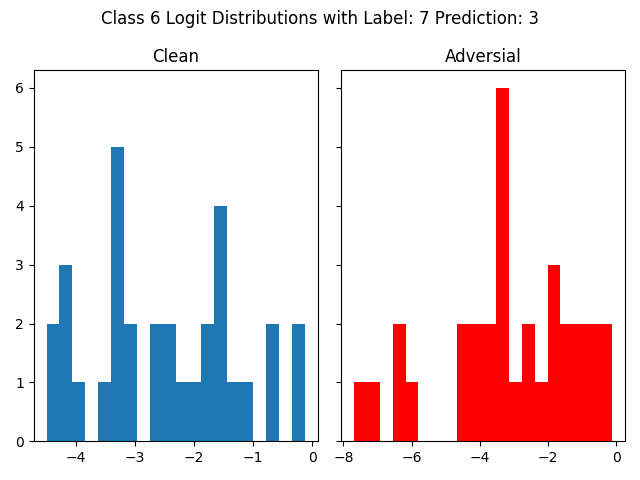 Class 6 Logit Distributions with Label: 7 Prediction: 3
Clean
Adversial
6
5
4
3
2
1
0
−4 −3 −2 −1 0
−8 −6 −4 −2 0